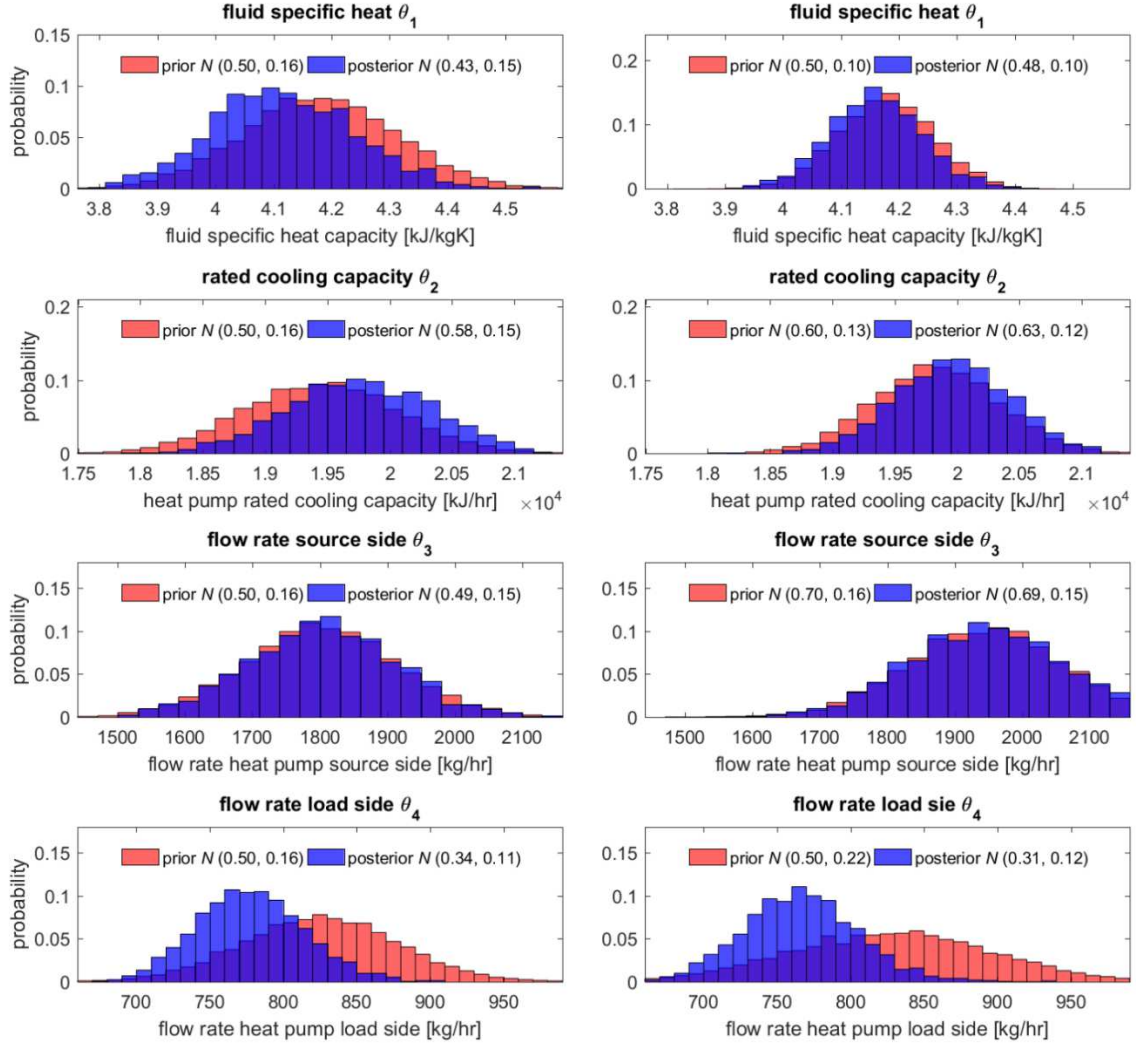 fluid specific heat θ1
0.15
0.1
0.05
0
probability
prior N (0.50, 0.16) posterior N (0.43, 0.15)
3.8 3.9 4 4.1 4.2 4.3 4.4 4.5
fluid specific heat capacity [kJ/kgK]
fluid specific heat θ1
0.2
0.1
0
prior N (0.50, 0.10) posterior N (0.48, 0.10)
3.8 3.9 4 4.1 4.2 4.3 4.4 4.5
fluid specific heat capacity [kJ/kgK]
rated cooling capacity θ2
0.2
0.1
0
probability
prior N (0.50, 0.16) posterior N (0.58, 0.15)
1.75 1.8 1.85 1.9 1.95 2 2.05 2.1
heat pump rated cooling capacity [kJ/hr] ×10^4
rated cooling capacity θ2
0.2
0.1
0
prior N (0.60, 0.13) posterior N (0.63, 0.12)
1.75 1.8 1.85 1.9 1.95 2 2.05 2.1
heat pump rated cooling capacity [kJ/hr] ×10^4
flow rate source side θ3
0.15
0.1
0.05
0
probability
prior N (0.50, 0.16) posterior N (0.49, 0.15)
1500 1600 1700 1800 1900 2000 2100
flow rate heat pump source side [kg/hr]
flow rate source side θ3
0.15
0.1
0.05
0
prior N (0.70, 0.16) posterior N (0.69, 0.15)
1500 1600 1700 1800 1900 2000 2100
flow rate heat pump source side [kg/hr]
flow rate load side θ4
0.15
0.1
0.05
0
probability
prior N (0.50, 0.16) posterior N (0.34, 0.11)
700 750 800 850 900 950
flow rate heat pump load side [kg/hr]
flow rate load sie θ4
0.15
0.1
0.05
0
prior N (0.50, 0.22) posterior N (0.31, 0.12)
700 750 800 850 900 950
flow rate heat pump load side [kg/hr]